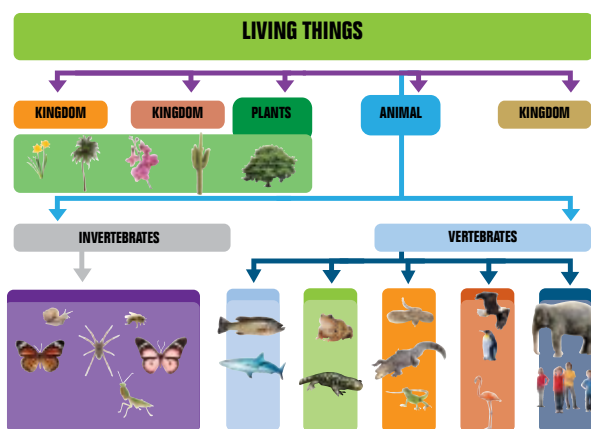 LIVING THINGS
KINGDOM
KINGDOM
PLANTS
ANIMAL
KINGDOM
INVERTEBRATES
VERTEBRATES